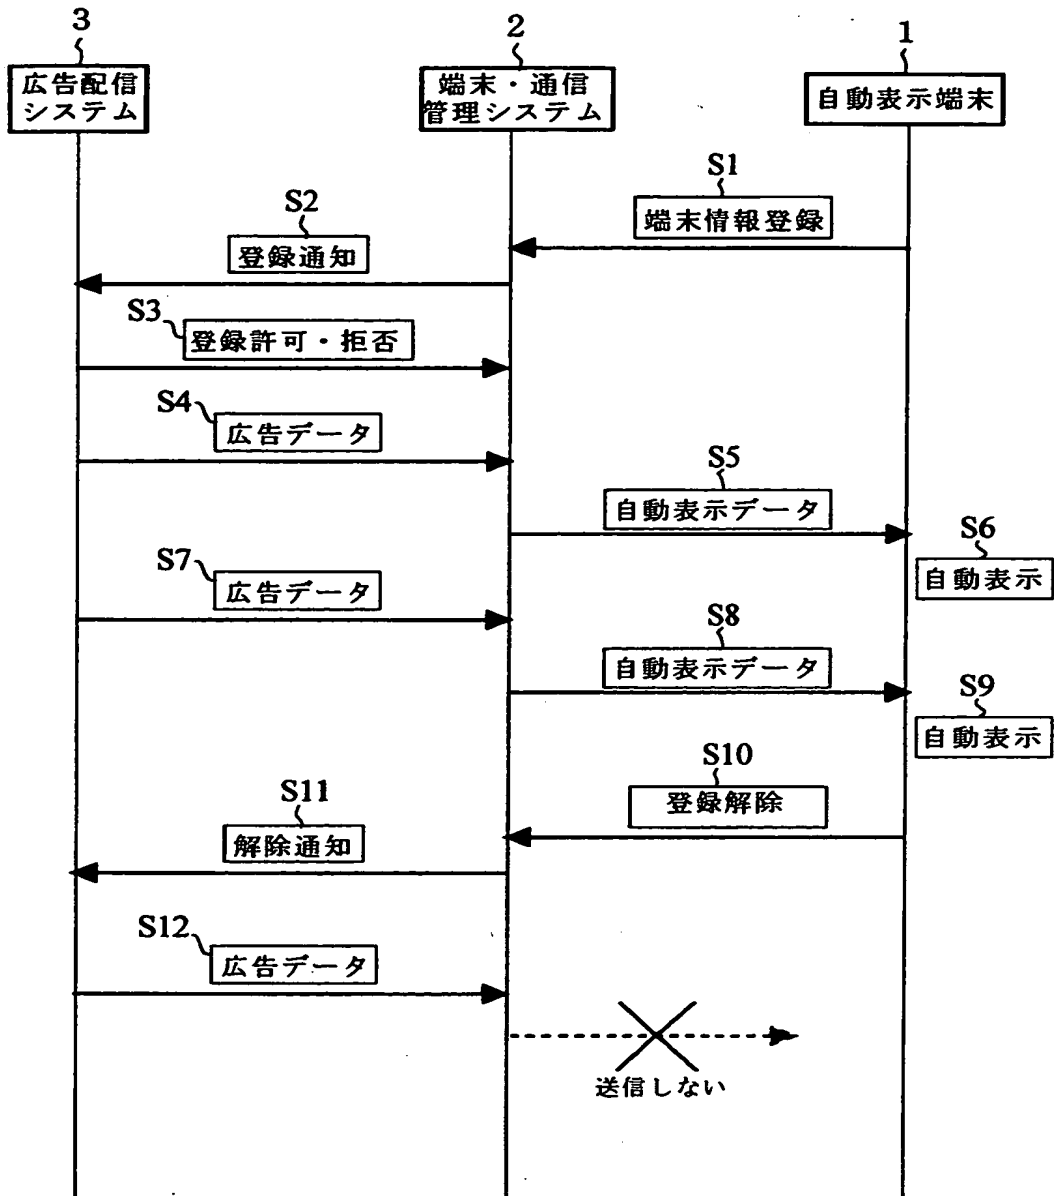 3
2
1
広告配信
システム
端末・通信
管理システム
自動表示端末
S1
端末情報登録
S2
登録通知
S3
登録許可・拒否
S4
広告データ
S5
自動表示データ
S6
自動表示
S7
広告データ
S8
自動表示データ
S9
自動表示
S10
登録解除
S11
解除通知
S12
広告データ
送信しない